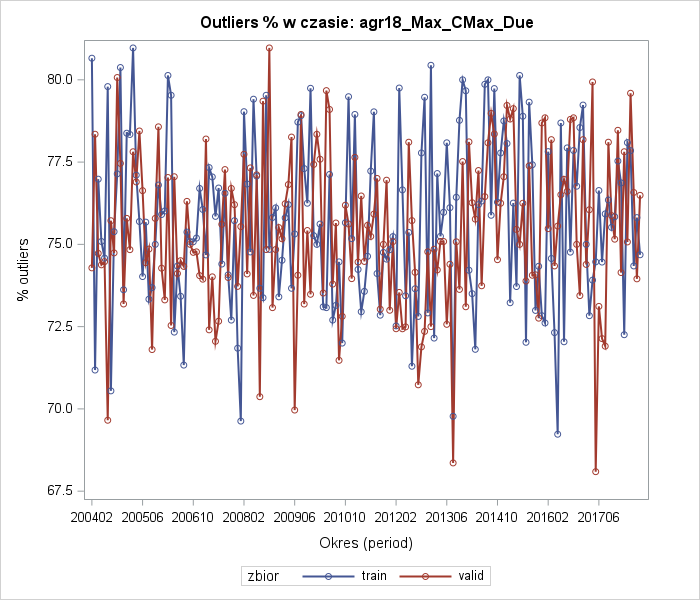 Outliers % w czasie: agr18_Max_CMax_Due
80.0
77.5
75.0
72.5
70.0
67.5
% outliers
200402 200506 200610 200802 200906 201010 201202 201306 201410 201602 201706
Okres (period)
zbior train valid